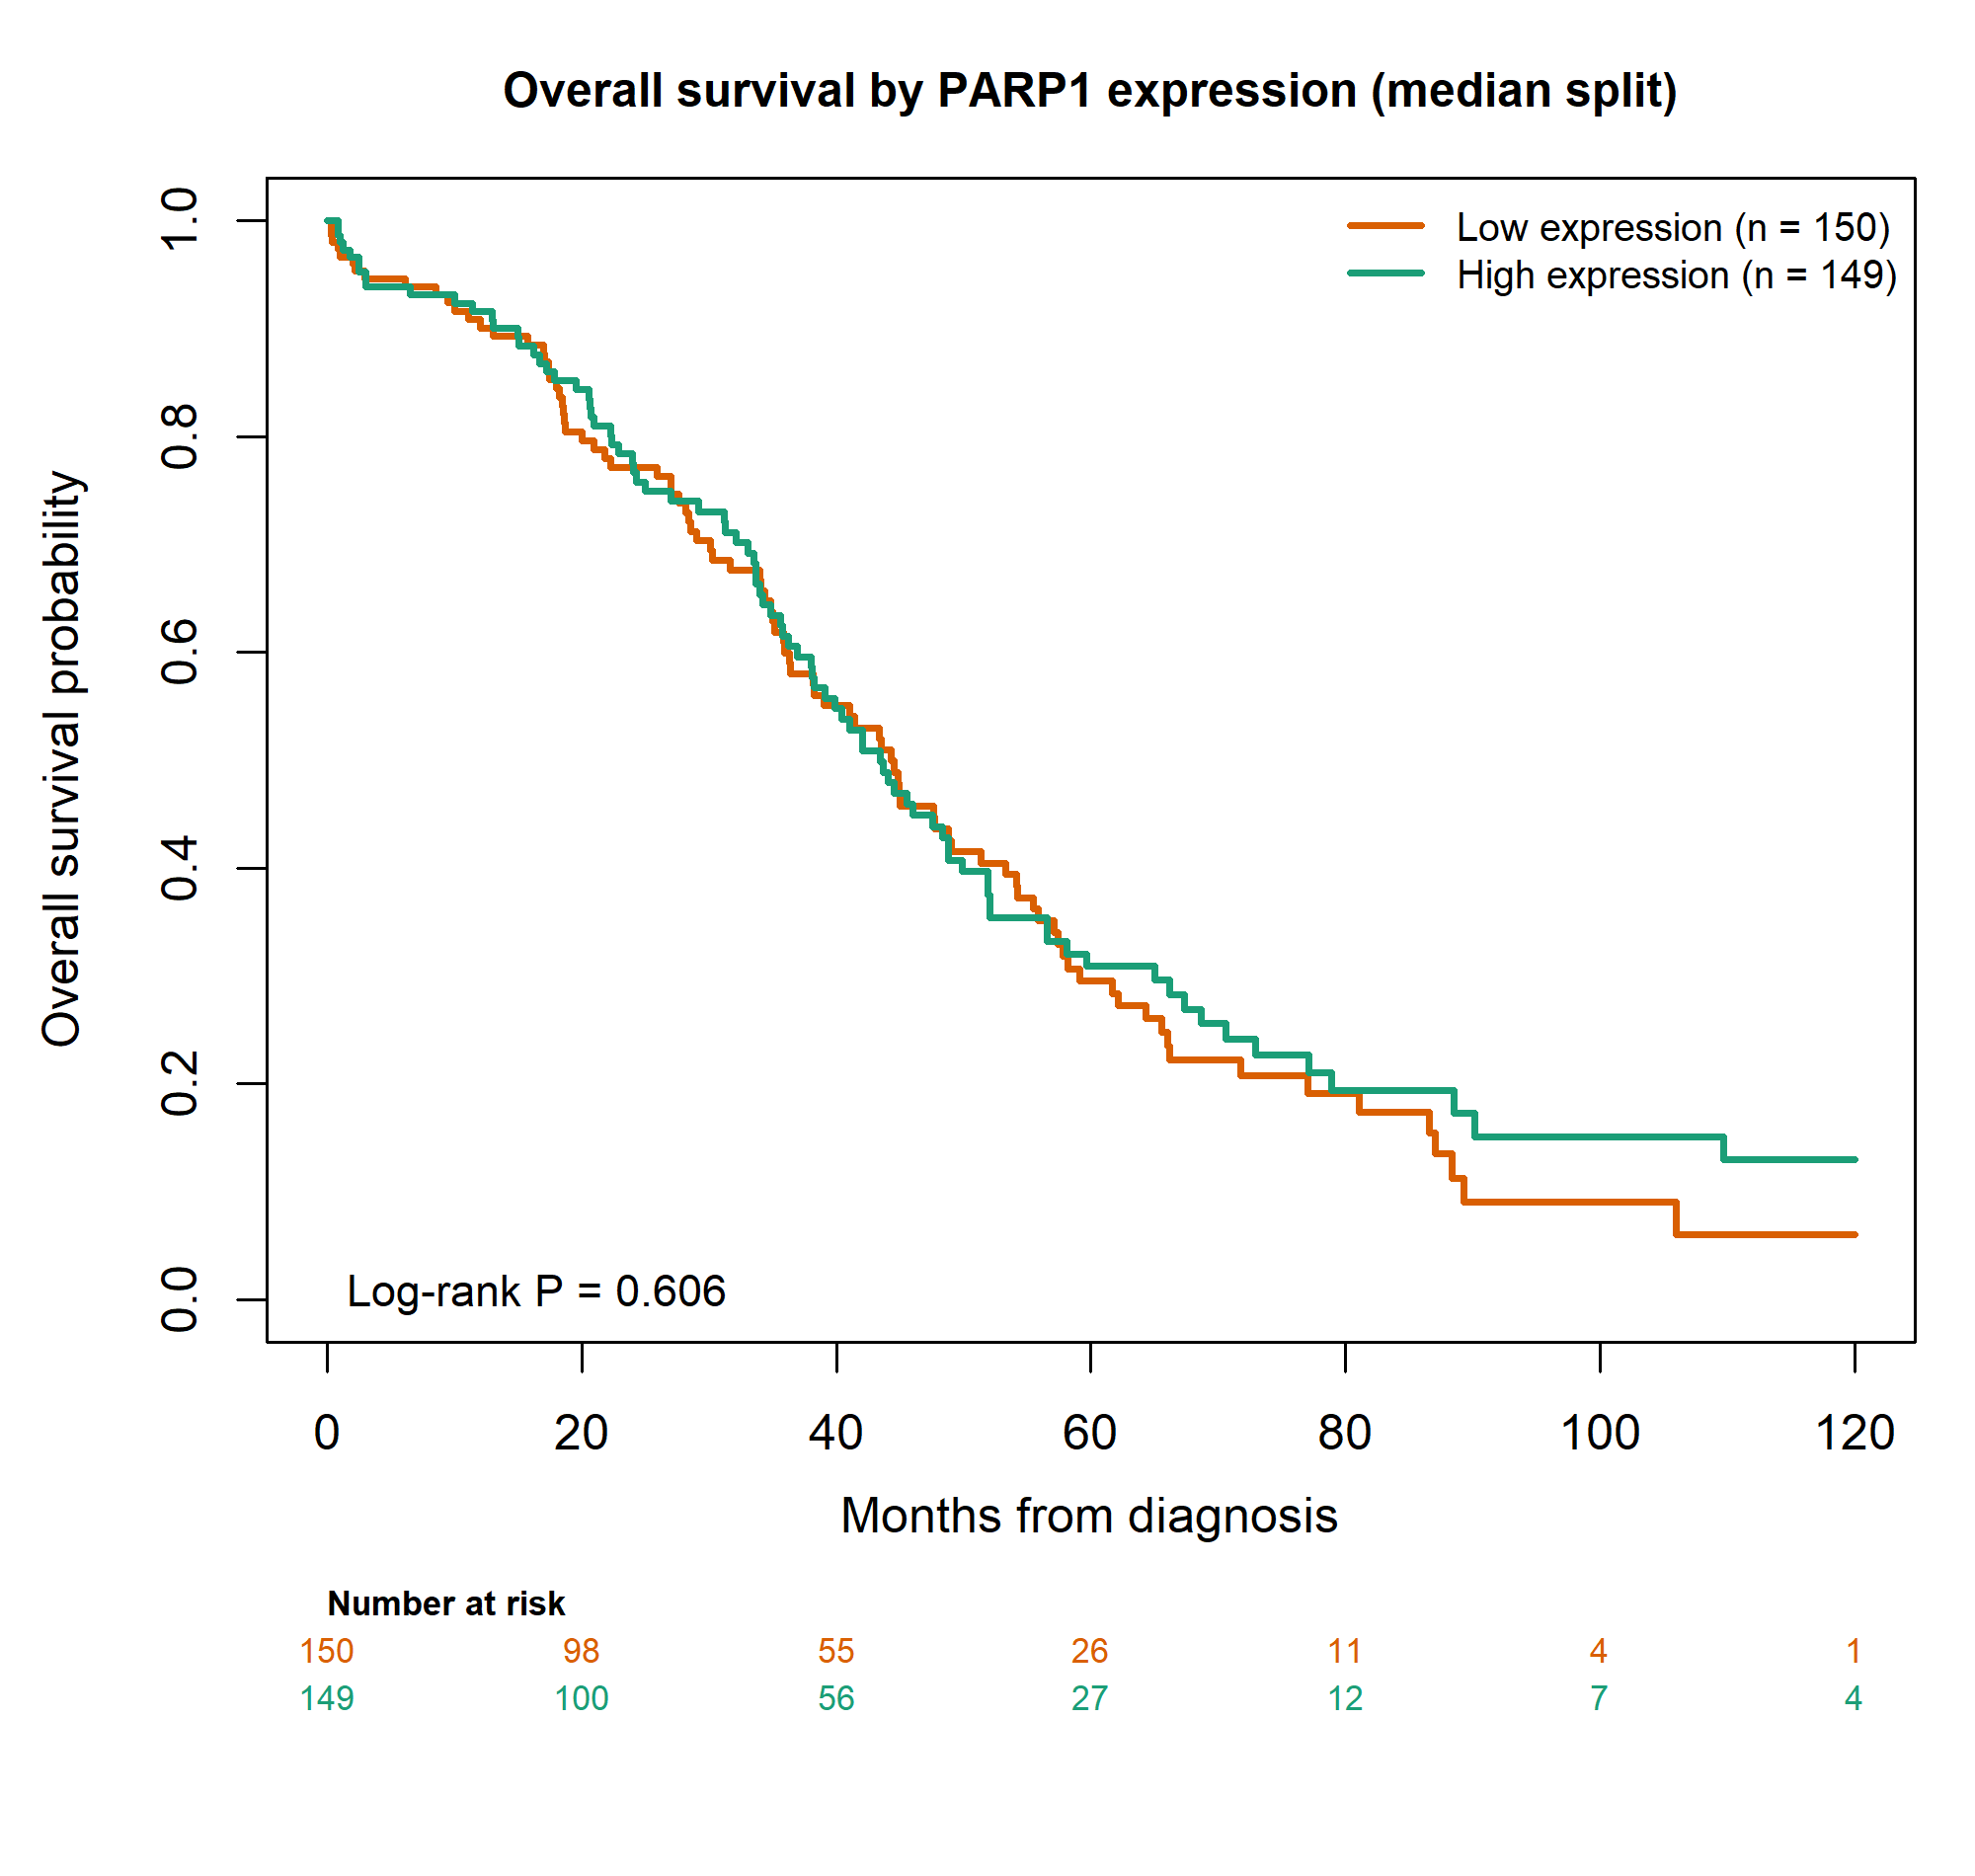 Overall survival by PARP1 expression (median split)
Low expression (n = 150)
High expression (n = 149)
Overall survival probability
1.0
0.8
0.6
0.4
0.2
0.0
Log-rank P = 0.606
0 20 40 60 80 100 120
Months from diagnosis
Number at risk
150 98 55 26 11 4 1
149 100 56 27 12 7 4